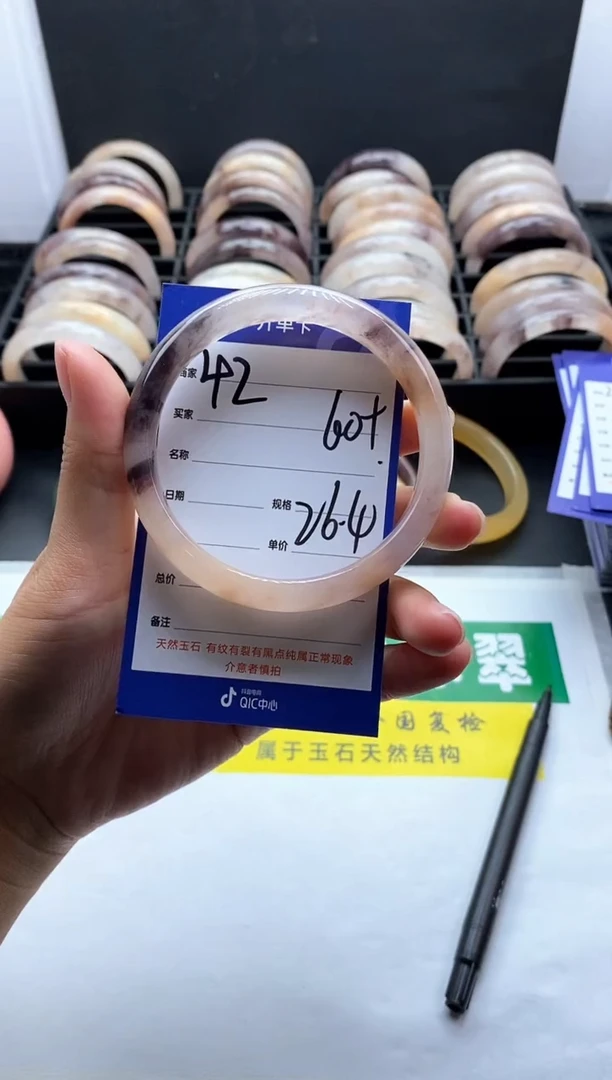 开单卡
家 42
买家 60+
名称
日期 规格 26.4
单价
总价
备注
天然玉石 有纹有裂有黑点纯属正常现象
介意者慎拍
抖音电商
QIC中心
翠
国复检
属于玉石天然结构